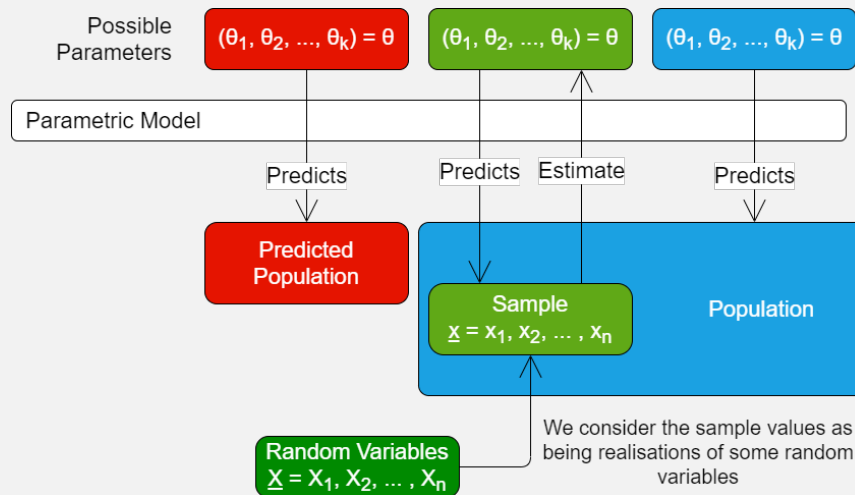 Possible
Parameters
(θ₁, θ₂, ..., θₖ) = θ
(θ₁, θ₂, ..., θₖ) = θ
(θ₁, θ₂, ..., θₖ) = θ
Parametric Model
Predicts
Predicts
Estimate
Predicts
Predicted
Population
Sample
x̲ = x₁, x₂, ... , xₙ
Population
Random Variables
X̲ = X₁, X₂, ... , Xₙ
We consider the sample values as
being realisations of some random
variables